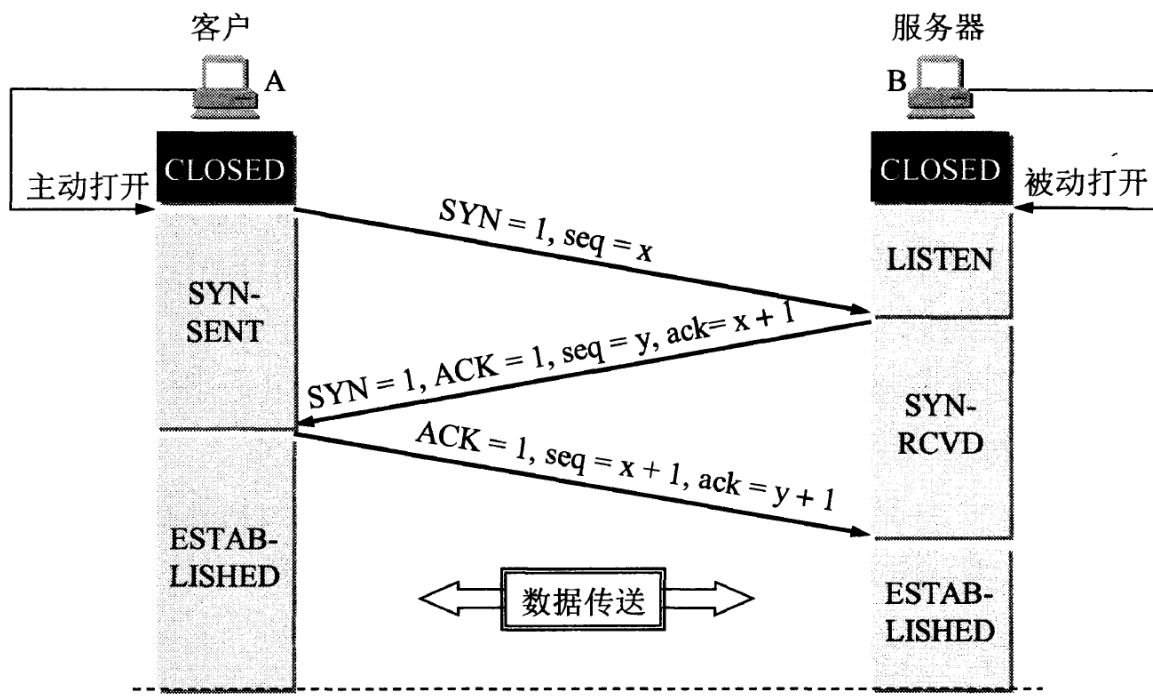 客户
服务器
A
B
CLOSED
CLOSED
主动打开
被动打开
SYN = 1, seq = x
LISTEN
SYN-
SENT
SYN = 1, ACK = 1, seq = y, ack= x + 1
SYN-
RCVD
ACK = 1, seq = x + 1, ack = y + 1
ESTAB-
LISHED
数据传送
ESTAB-
LISHED